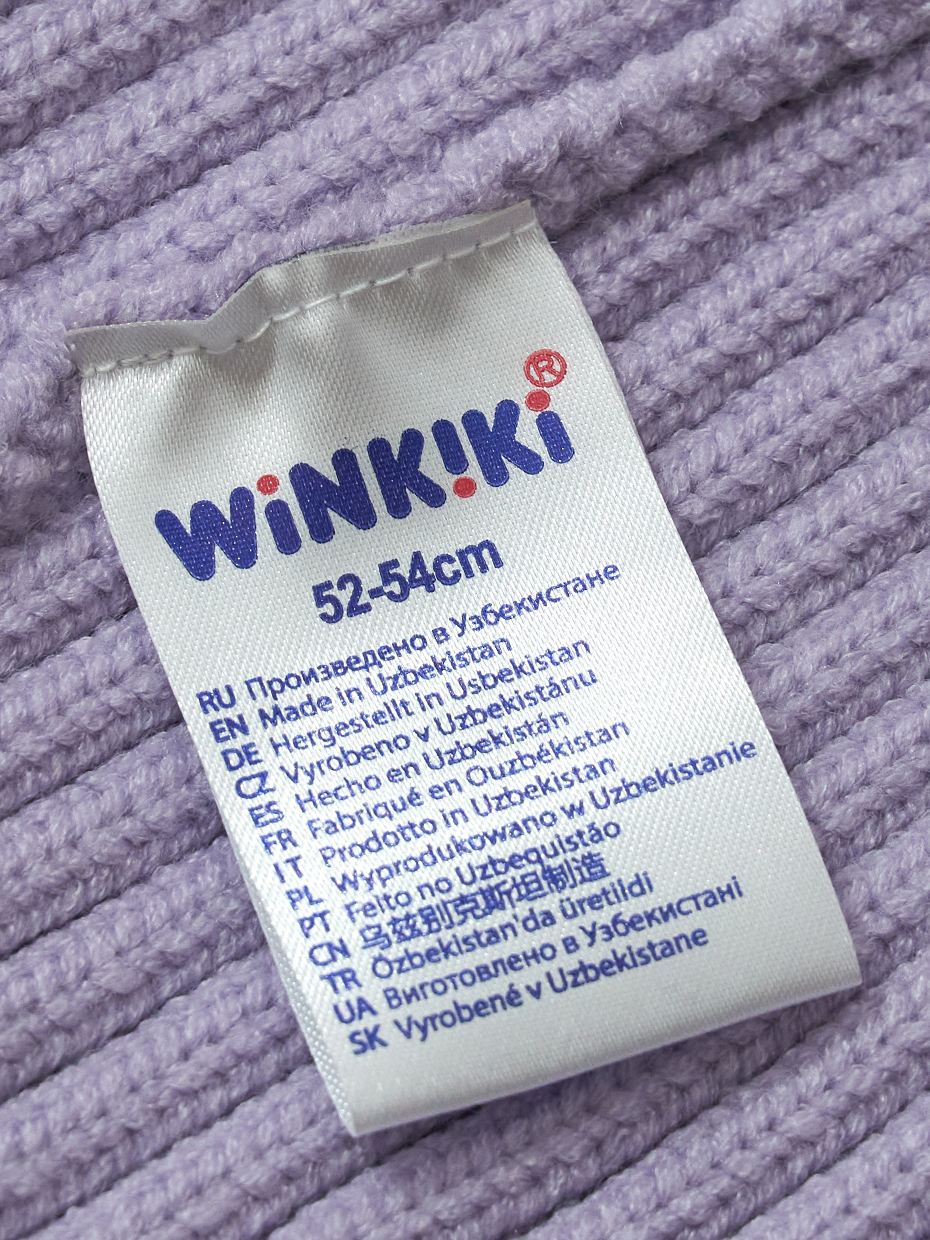 WiNK!Ki®
52-54cm
RU Произведено в Узбекистане
EN Made in Uzbekistan
DE Hergestellt in Usbekistan
CZ Vyrobeno v Uzbekistánu
ES Hecho en Uzbekistán
FR Fabriqué en Ouzbékistan
IT Prodotto in Uzbekistan
PL Wyprodukowano w Uzbekistanie
PT Felto no Uzbequistão
CN 乌兹别克斯坦制造
TR Özbekistan'da üretildi
UA Виготовлено в Узбекистані
SK Vyrobené v Uzbekistane